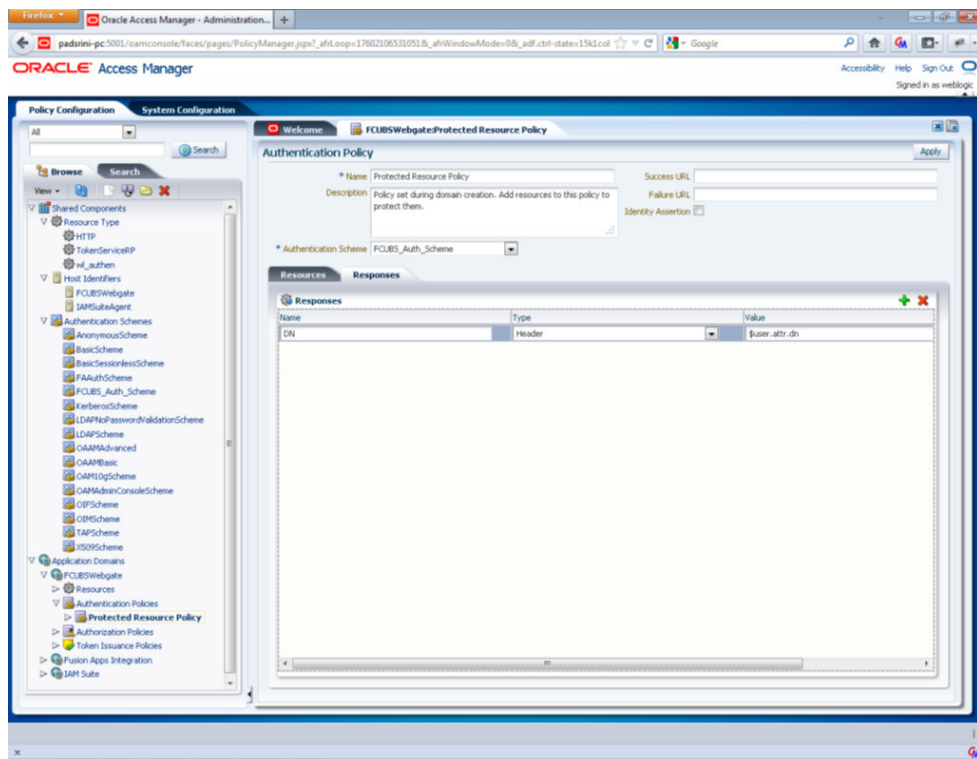 Firefox
Oracle Access Manager - Administration...
padsrini-pc:5001/oamconsole/faces/pages/PolicyManager.jspx?_afrLoop=17602106531051&_afrWindowMode=0&_adf.ctrl-state=15k1col
Google
ORACLE Access Manager
Accessibility Help Sign Out
Signed in as weblogic
Policy Configuration System Configuration
All
Search
Browse Search
View
Welcome FCUBSWebgate:Protected Resource Policy
Authentication Policy Apply
* Name Protected Resource Policy
Description Policy set during domain creation. Add resources to this policy to
protect them.
Success URL
Failure URL
Identity Assertion
* Authentication Scheme FCUBS_Auth_Scheme
Resources Responses
Responses
Name Type Value
DN Header $user.attr.dn
Shared Components
Resource Type
HTTP
TokenServiceRP
wl_authen
Host Identifiers
FCUBSWebgate
IAMSuiteAgent
Authentication Schemes
AnonymousScheme
BasicScheme
BasicSessionlessScheme
FAAuthScheme
FCUBS_Auth_Scheme
KerberosScheme
LDAPNoPasswordValidationScheme
LDAPScheme
OAAMAdvanced
OAAMBasic
OAM10gScheme
OAMAdminConsoleScheme
OIFScheme
OIMScheme
TAPScheme
X509Scheme
Application Domains
FCUBSWebgate
Resources
Authentication Policies
Protected Resource Policy
Authorization Policies
Token Issuance Policies
Fusion Apps Integration
IAM Suite